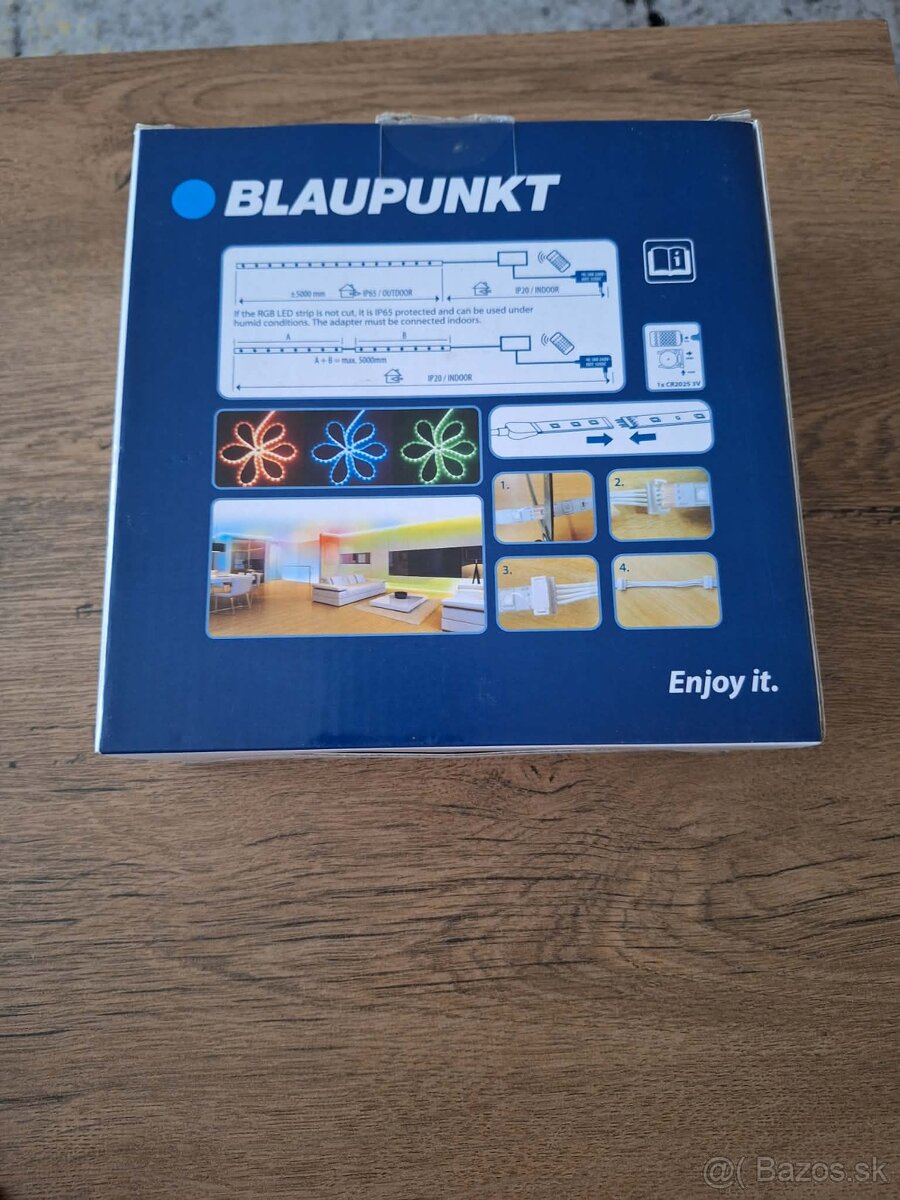 BLAUPUNKT
±5000 mm
IP65 / OUTDOOR
IP20 / INDOOR
If the RGB LED strip is not cut, it is IP65 protected and can be used under
humid conditions. The adapter must be connected indoors.
A
B
A + B = max. 5000mm
IP20 / INDOOR
1x CR2025 3V
1.
2.
3.
4.
Enjoy it.
@( Bazos.sk